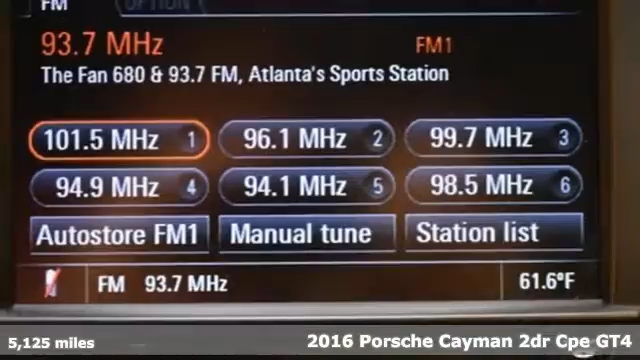 FM OPTION
93.7 MHz FM1
The Fan 680 & 93.7 FM, Atlanta's Sports Station
101.5 MHz 1 96.1 MHz 2 99.7 MHz 3
94.9 MHz 4 94.1 MHz 5 98.5 MHz 6
Autostore FM1 Manual tune Station list
FM 93.7 MHz 61.6°F
5,125 miles 2016 Porsche Cayman 2dr Cpe GT4